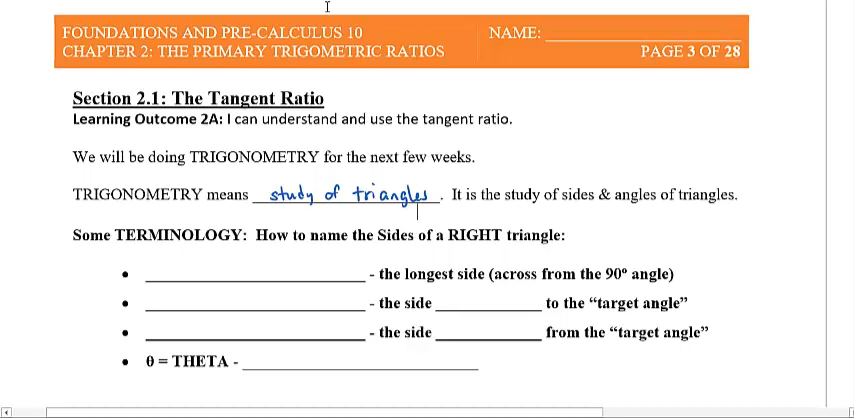 FOUNDATIONS AND PRE-CALCULUS 10 NAME: ____________________
CHAPTER 2: THE PRIMARY TRIGOMETRIC RATIOS PAGE 3 OF 28
Section 2.1: The Tangent Ratio
Learning Outcome 2A: I can understand and use the tangent ratio.
We will be doing TRIGONOMETRY for the next few weeks.
TRIGONOMETRY means study of triangles. It is the study of sides & angles of triangles.
Some TERMINOLOGY: How to name the Sides of a RIGHT triangle:
• ____________________ - the longest side (across from the 90º angle)
• ____________________ - the side __________ to the “target angle”
• ____________________ - the side __________ from the “target angle”
• θ = THETA - ____________________